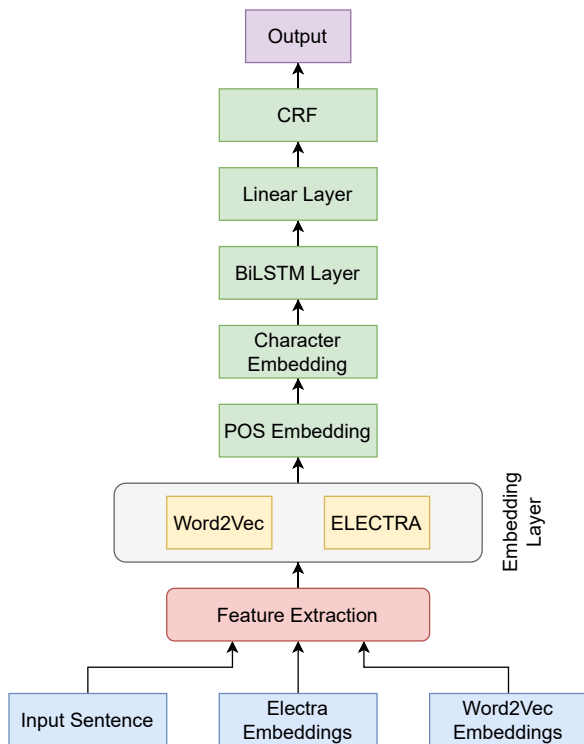 Output
CRF
Linear Layer
BiLSTM Layer
Character
Embedding
POS Embedding
Word2Vec
ELECTRA
Embedding
Layer
Feature Extraction
Input Sentence
Electra
Embeddings
Word2Vec
Embeddings